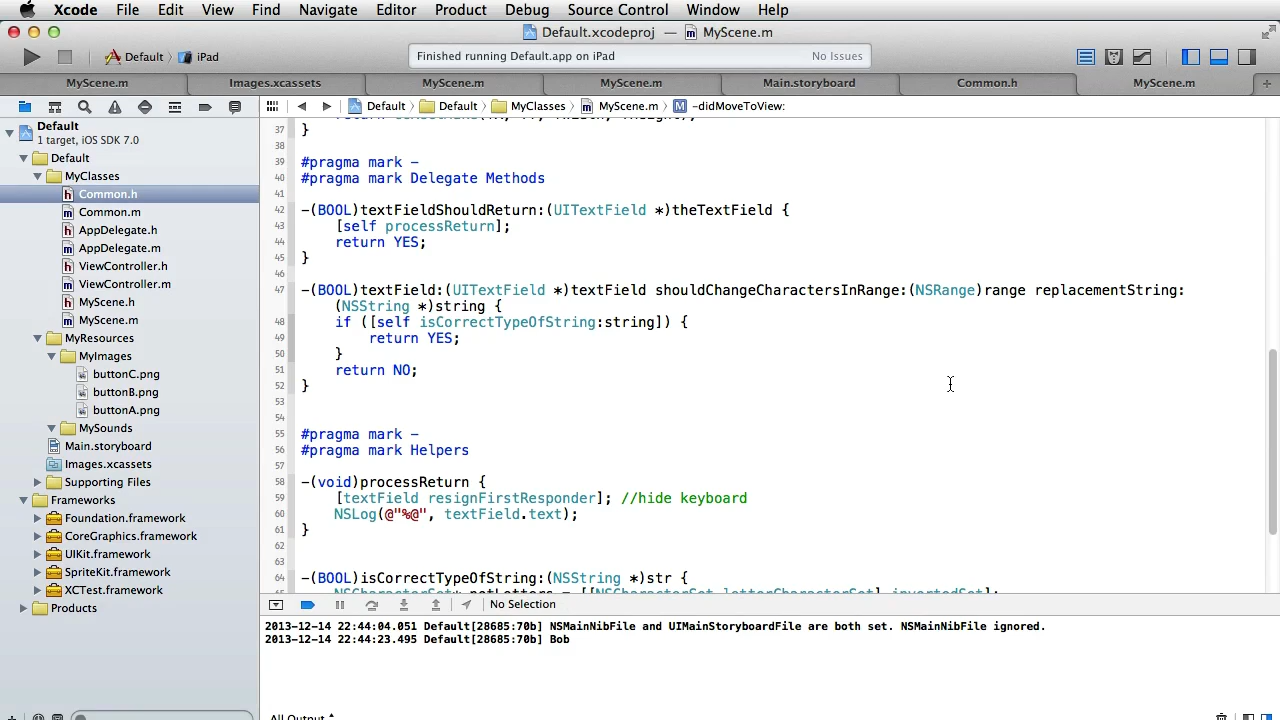 Xcode File Edit View Find Navigate Editor Product Debug Source Control Window Help
Default.xcodeproj — MyScene.m
Default iPad
Finished running Default.app on iPad No Issues
MyScene.m Images.xcassets MyScene.m MyScene.m Main.storyboard Common.h MyScene.m
Default Default MyClasses MyScene.m M -didMoveToView:
Default
1 target, iOS SDK 7.0
Default
MyClasses
Common.h
Common.m
AppDelegate.h
AppDelegate.m
ViewController.h
ViewController.m
MyScene.h
MyScene.m
MyResources
MyImages
buttonC.png
buttonB.png
buttonA.png
MySounds
Main.storyboard
Images.xcassets
Supporting Files
Frameworks
Foundation.framework
CoreGraphics.framework
UIKit.framework
SpriteKit.framework
XCTest.framework
Products
37 }
38
39 #pragma mark -
40 #pragma mark Delegate Methods
41
42 -(BOOL)textFieldShouldReturn:(UITextField *)theTextField {
43 [self processReturn];
44 return YES;
45 }
46
47 -(BOOL)textField:(UITextField *)textField shouldChangeCharactersInRange:(NSRange)range replacementString:
(NSString *)string {
48 if ([self isCorrectTypeOfString:string]) {
49 return YES;
50 }
51 return NO;
52 }
53
54
55 #pragma mark -
56 #pragma mark Helpers
57
58 -(void)processReturn {
59 [textField resignFirstResponder]; //hide keyboard
60 NSLog(@"%@", textField.text);
61 }
62
63
64 -(BOOL)isCorrectTypeOfString:(NSString *)str {
NSCharacterSet* notLetters = [[NSCharacterSet letterCharacterSet] invertedSet];
No Selection
2013-12-14 22:44:04.051 Default[28685:70b] NSMainNibFile and UIMainStoryboardFile are both set. NSMainNibFile ignored.
2013-12-14 22:44:23.495 Default[28685:70b] Bob
All Output